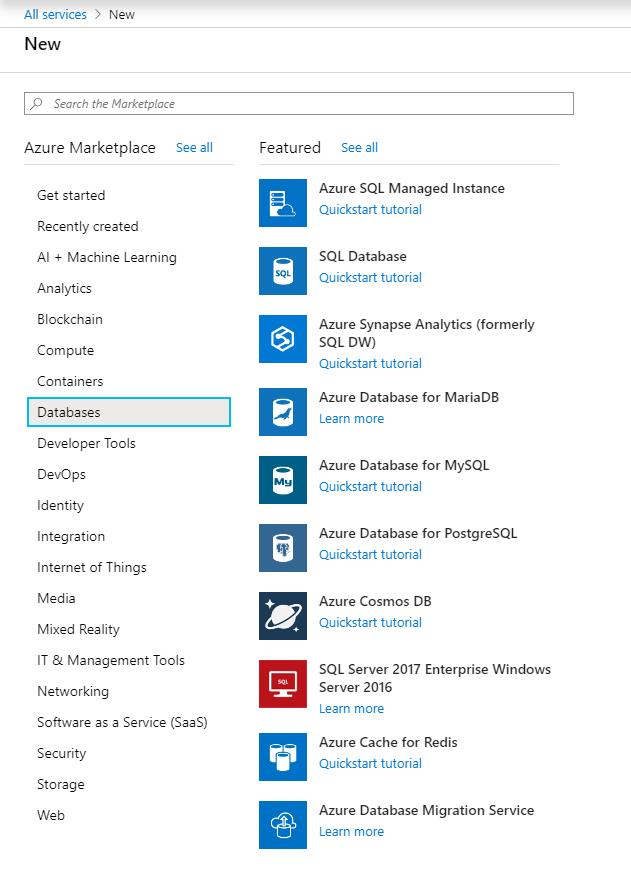 All services > New
New
Search the Marketplace
Azure Marketplace See all
Get started
Recently created
AI + Machine Learning
Analytics
Blockchain
Compute
Containers
Databases
Developer Tools
DevOps
Identity
Integration
Internet of Things
Media
Mixed Reality
IT & Management Tools
Networking
Software as a Service (SaaS)
Security
Storage
Web
Featured See all
Azure SQL Managed Instance
Quickstart tutorial
SQL
SQL Database
Quickstart tutorial
Azure Synapse Analytics (formerly
SQL DW)
Quickstart tutorial
Azure Database for MariaDB
Learn more
My
Azure Database for MySQL
Quickstart tutorial
Azure Database for PostgreSQL
Quickstart tutorial
Azure Cosmos DB
Quickstart tutorial
SQL
SQL Server 2017 Enterprise Windows
Server 2016
Learn more
Azure Cache for Redis
Quickstart tutorial
Azure Database Migration Service
Learn more